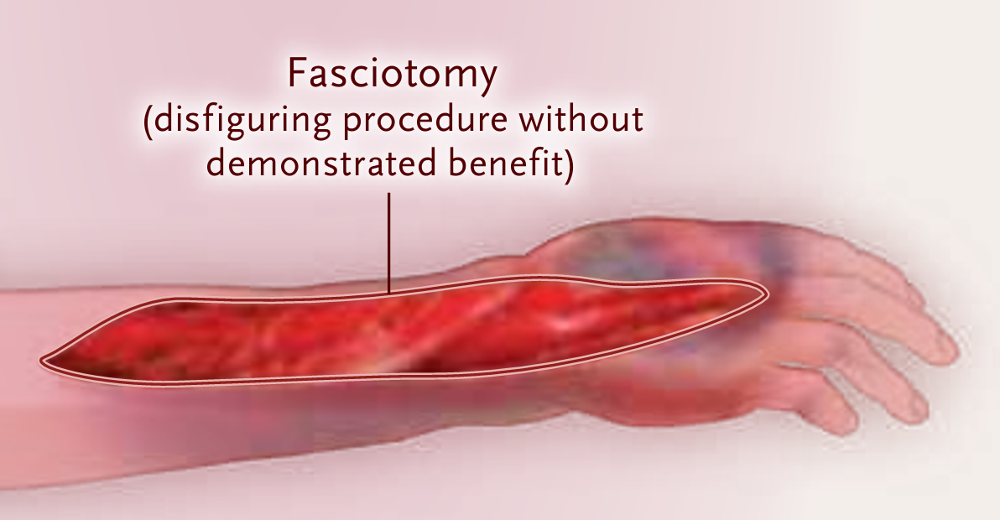 Fasciotomy
(disfiguring procedure without
demonstrated benefit)